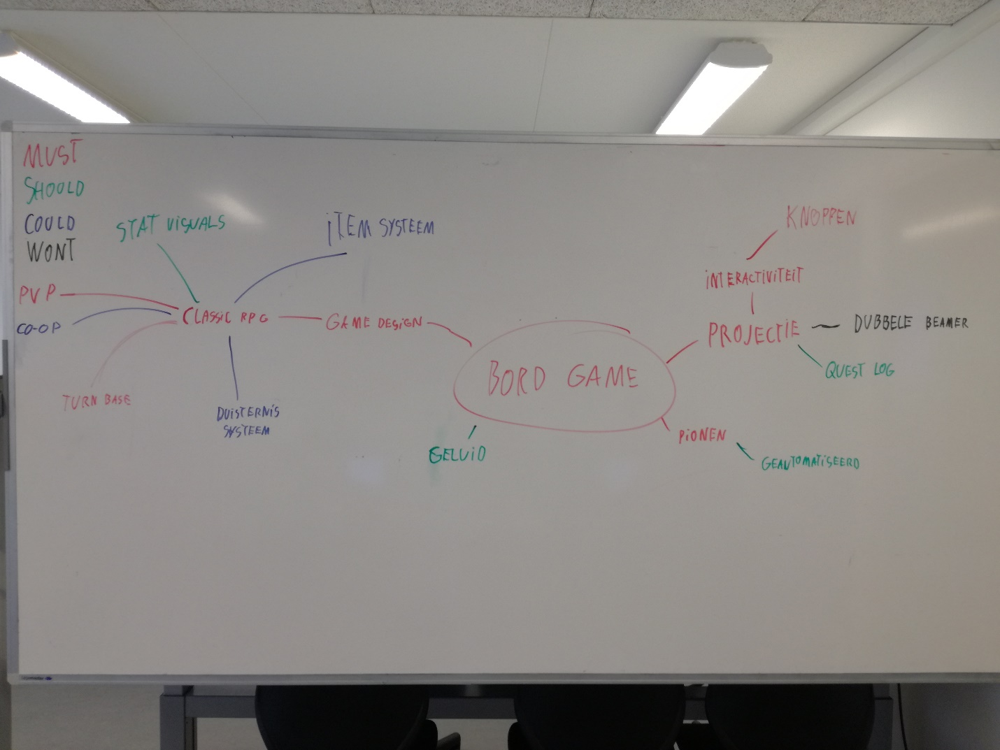 MUST
SHOULD
COULD
WONT
STAT VISUALS
ITEM SYSTEEM
KNOPPEN
INTERACTIVITEIT
PVP
CO-OP
CLASSIC RPG
GAME DESIGN
PROJECTIE
DUBBELE BEAMER
QUEST LOG
BORD GAME
TURN BASE
DUISTERNIS
SYSTEEM
GELUID
PIONEN
GEAUTOMATISEERD